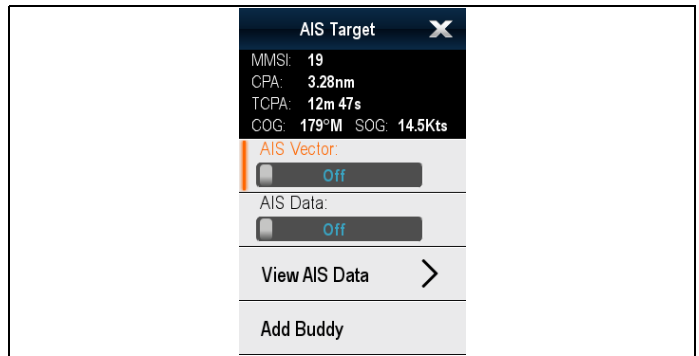 AIS Target
MMSI: 19
CPA: 3.28nm
TCPA: 12m 47s
COG: 179°M SOG: 14.5Kts
AIS Vector:
Off
AIS Data:
Off
View AIS Data
Add Buddy